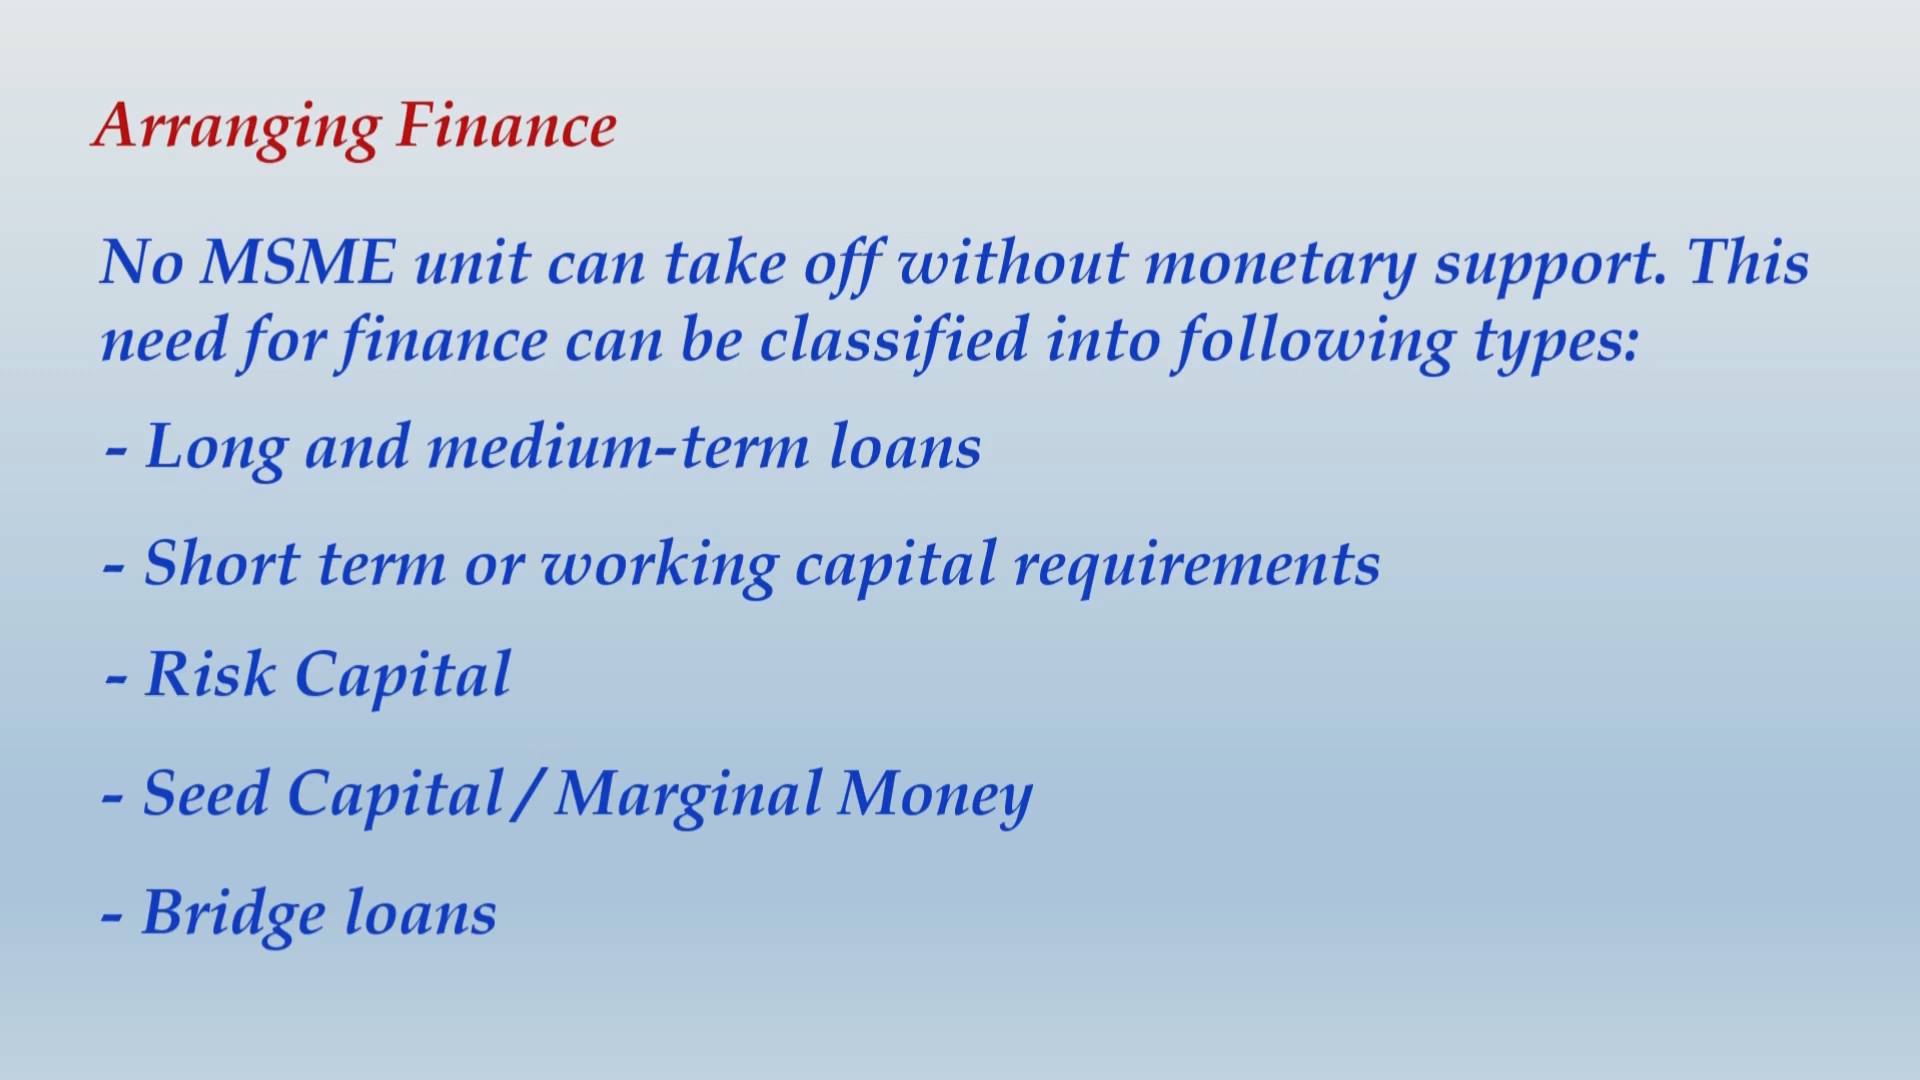 Arranging Finance
No MSME unit can take off without monetary support. This
need for finance can be classified into following types:
- Long and medium-term loans
- Short term or working capital requirements
- Risk Capital
- Seed Capital / Marginal Money
- Bridge loans